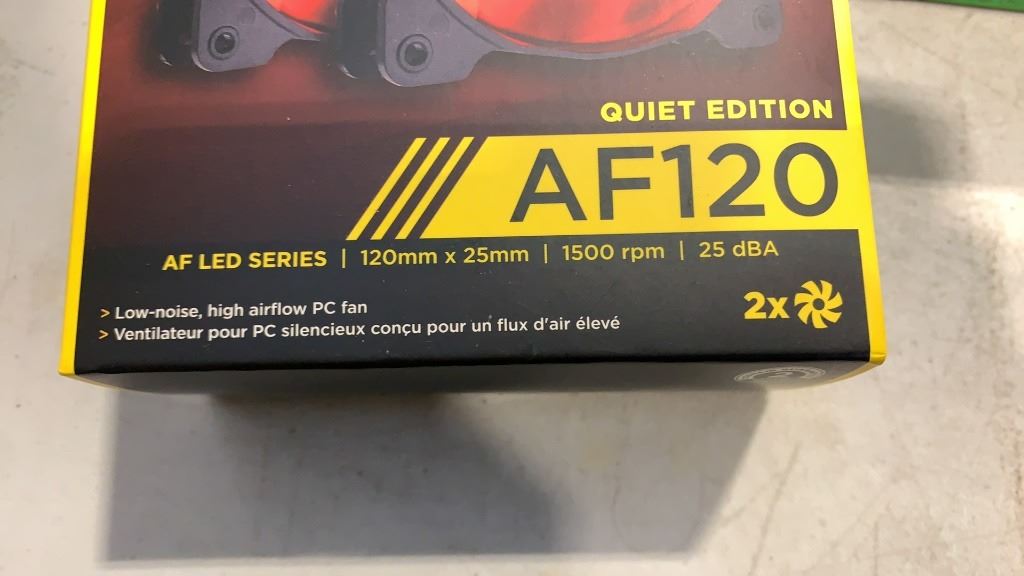 QUIET EDITION
AF120
AF LED SERIES | 120mm x 25mm | 1500 rpm | 25 dBA
> Low-noise, high airflow PC fan
> Ventilateur pour PC silencieux conçu pour un flux d'air élevé
2x